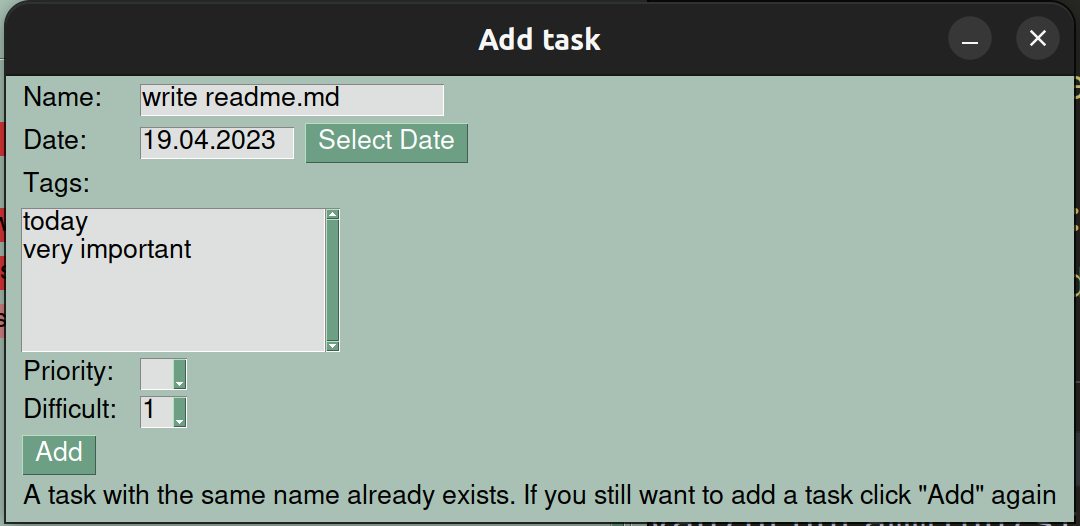 Add task
Name: write readme.md
Date: 19.04.2023 Select Date
Tags:
today
very important
Priority:
Difficult: 1
Add
A task with the same name already exists. If you still want to add a task click "Add" again